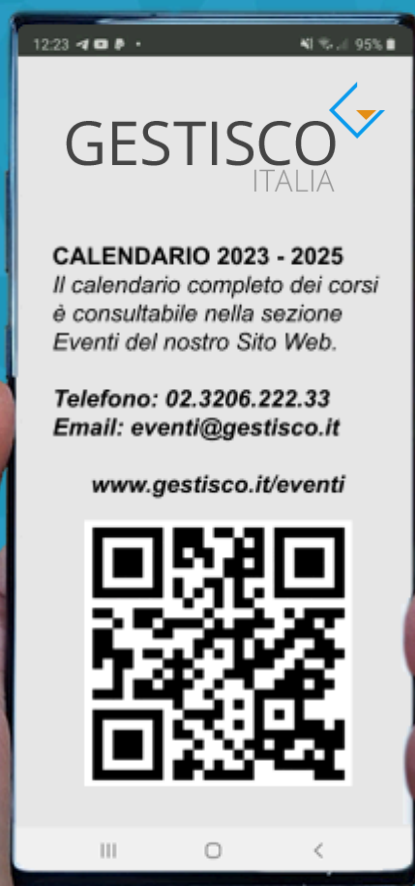 12:23 95%
GESTISCO
ITALIA
CALENDARIO 2023 - 2025
Il calendario completo dei corsi
è consultabile nella sezione
Eventi del nostro Sito Web.
Telefono: 02.3206.222.33
Email: eventi@gestisco.it
www.gestisco.it/eventi